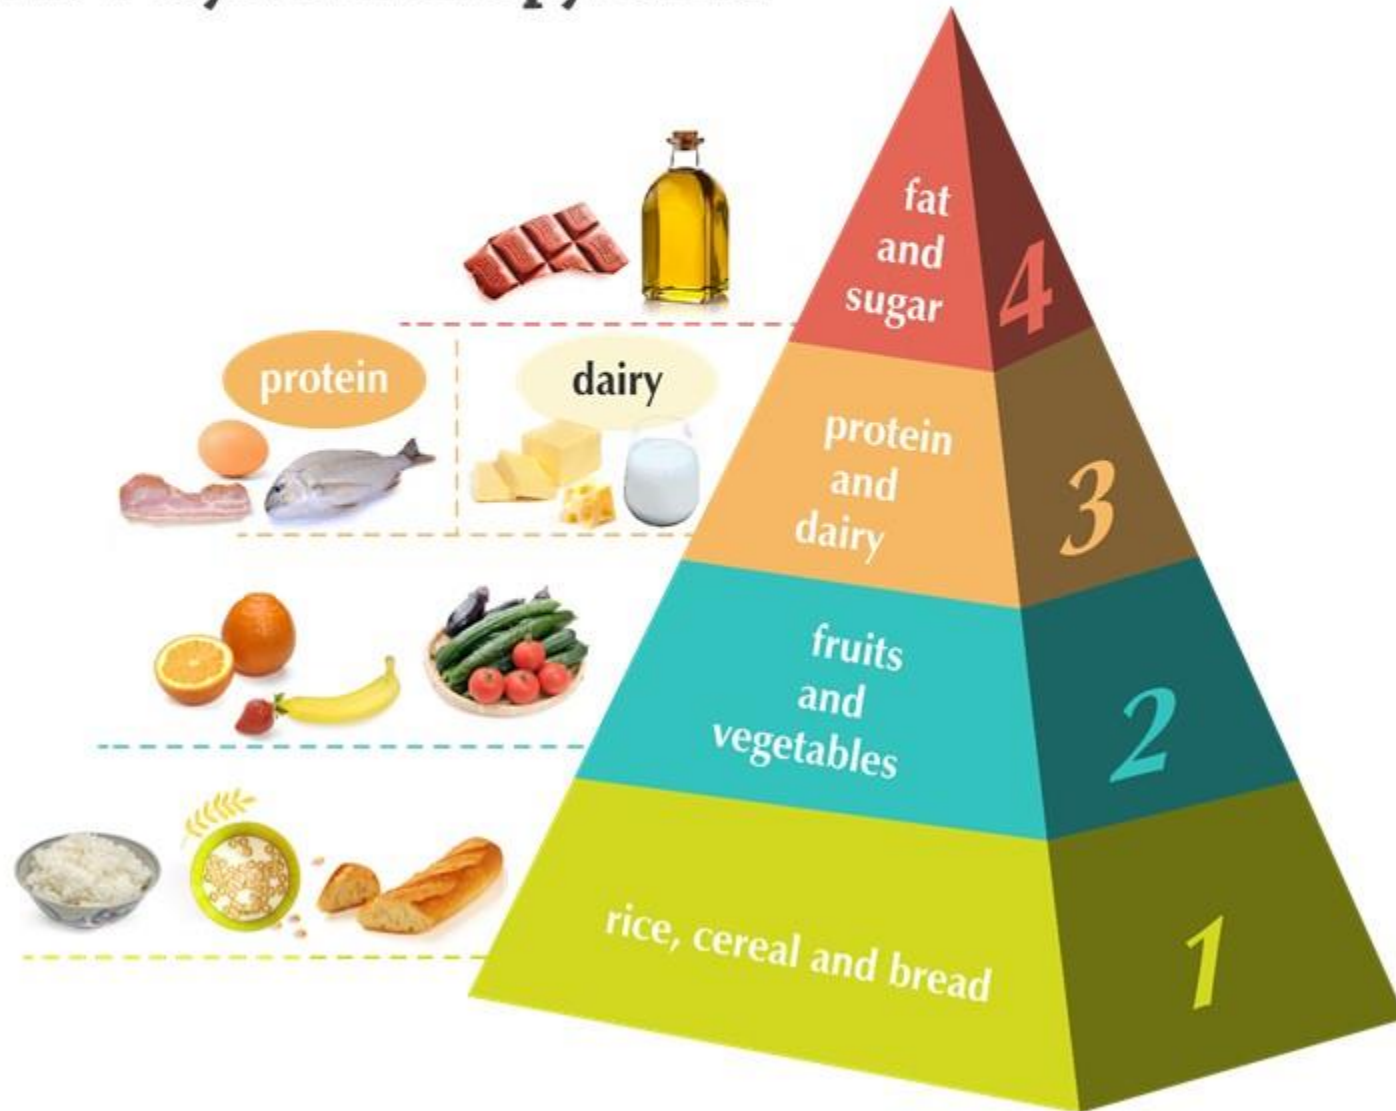 fat
and
sugar
4
protein
dairy
protein
and
dairy
3
fruits
and
vegetables
2
rice, cereal and bread
1